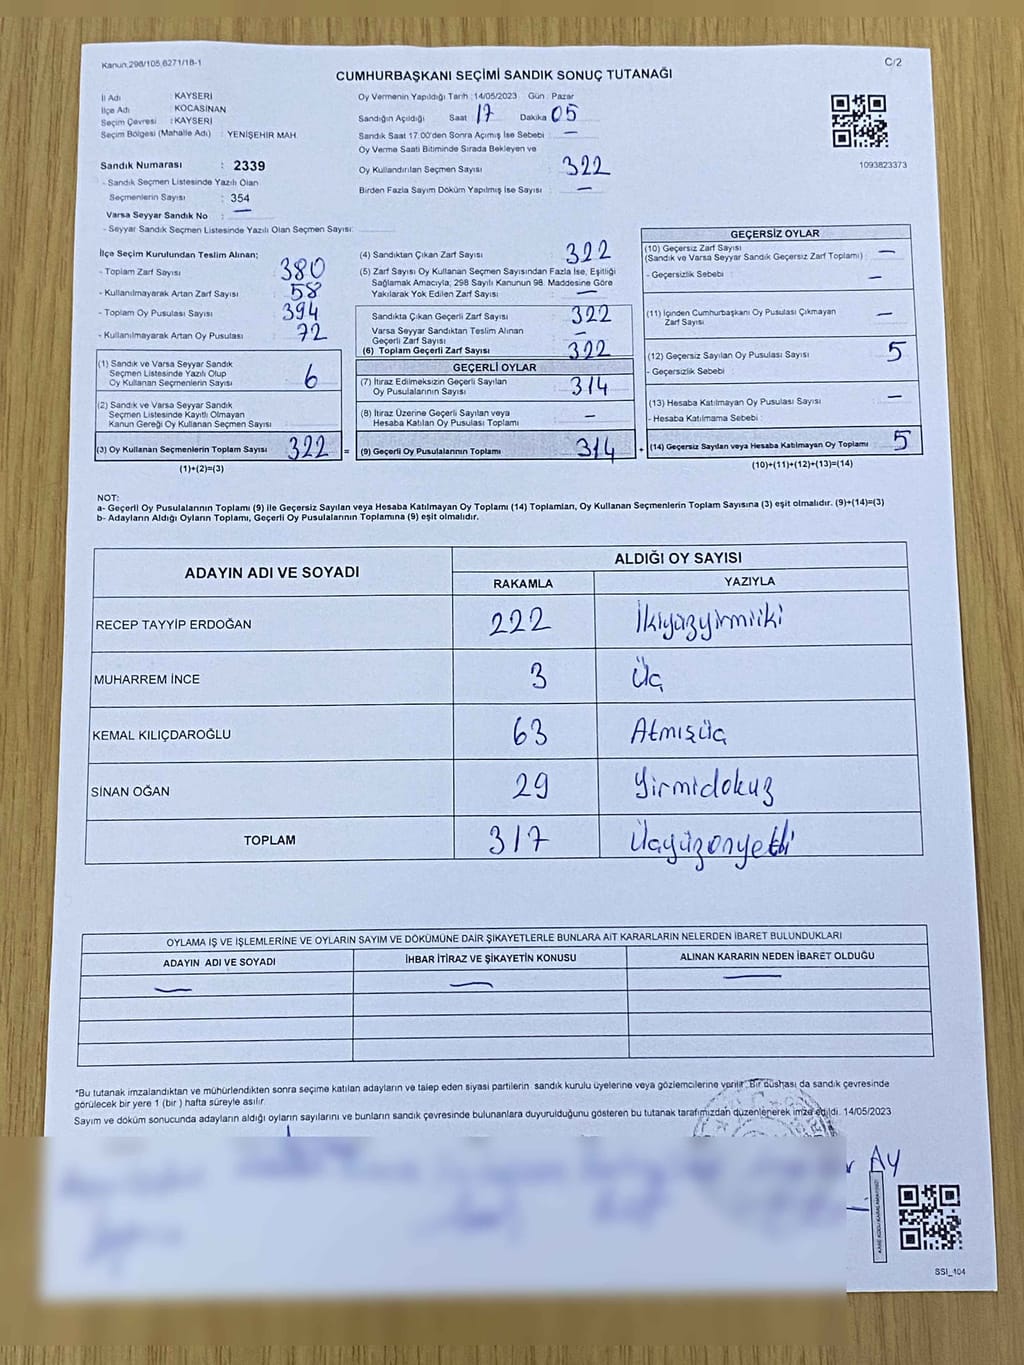 Kanun.298/105,6271/18-1
C/2
CUMHURBAŞKANI SEÇİMİ SANDIK SONUÇ TUTANAĞI
İl Adı : KAYSERİ
İlçe Adı : KOCASİNAN
Seçim Çevresi : KAYSERİ
Seçim Bölgesi (Mahalle Adı) : YENİŞEHİR MAH.
Sandık Numarası : 2339
- Sandık Seçmen Listesinde Yazılı Olan
Seçmenlerin Sayısı : 354
Varsa Seyyar Sandık No : —
- Seyyar Sandık Seçmen Listesinde Yazılı Olan Seçmen Sayısı:
Oy Vermenin Yapıldığı Tarih :14/05/2023 Gün : Pazar
Sandığın Açıldığı Saat 17 Dakika 05
Sandık Saat 17.00'den Sonra Açımış İse Sebebi : —
Oy Verme Saati Bitiminde Sırada Bekleyen ve
Oy Kullandırılan Seçmen Sayısı : 322
Birden Fazla Sayım Döküm Yapılmış İse Sayısı : —
1093823373
İlçe Seçim Kurulundan Teslim Alınan;
- Toplam Zarf Sayısı 380
- Kullanılmayarak Artan Zarf Sayısı 58
- Toplam Oy Pusulası Sayısı 394
- Kullanılmayarak Artan Oy Pusulası 72
(1) Sandık ve Varsa Seyyar Sandık
Seçmen Listesinde Yazılı Olup
Oy Kullanan Seçmenlerin Sayısı 6
(2) Sandık ve Varsa Seyyar Sandık
Seçmen Listesinde Kayıtlı Olmayan
Kanun Gereği Oy Kullanan Seçmen Sayısı
(3) Oy Kullanan Seçmenlerin Toplam Sayısı 322 =
(1)+(2)=(3)
(4) Sandıktan Çıkan Zarf Sayısı 322
(5) Zarf Sayısı Oy Kullanan Seçmen Sayısından Fazla İse, Eşitliği
Sağlamak Amacıyla; 298 Sayılı Kanunun 98. Maddesine Göre
Yakılarak Yok Edilen Zarf Sayısı —
Sandıkta Çıkan Geçerli Zarf Sayısı 322
Varsa Seyyar Sandıktan Teslim Alınan
Geçerli Zarf Sayısı —
(6) Toplam Geçerli Zarf Sayısı 322
GEÇERLİ OYLAR
(7) İtiraz Edilmeksizin Geçerli Sayılan
Oy Pusulalarının Sayısı 314
(8) İtiraz Üzerine Geçerli Sayılan veya
Hesaba Katılan Oy Pusulası Toplamı —
(9) Geçerli Oy Pusulalarının Toplamı 314 +
GEÇERSİZ OYLAR
(10) Geçersiz Zarf Sayısı —
(Sandık ve Varsa Seyyar Sandık Geçersiz Zarf Toplamı)
- Geçersizlik Sebebi : —
(11) İçinden Cumhurbaşkanı Oy Pusulası Çıkmayan
Zarf Sayısı —
(12) Geçersiz Sayılan Oy Pusulası Sayısı 5
- Geçersizlik Sebebi
(13) Hesaba Katılmayan Oy Pusulası Sayısı —
- Hesaba Katılmama Sebebi :
(14) Geçersiz Sayılan veya Hesaba Katılmayan Oy Toplamı 5
(10)+(11)+(12)+(13)=(14)
NOT:
a- Geçerli Oy Pusulalarının Toplamı (9) ile Geçersiz Sayılan veya Hesaba Katılmayan Oy Toplamı (14) Toplamları, Oy Kullanan Seçmenlerin Toplam Sayısına (3) eşit olmalıdır. (9)+(14)=(3)
b- Adayların Aldığı Oyların Toplamı, Geçerli Oy Pusulalarının Toplamına (9) eşit olmalıdır.
ADAYIN ADI VE SOYADI
ALDIĞI OY SAYISI
RAKAMLA YAZIYLA
RECEP TAYYİP ERDOĞAN 222 İkiyüzyirmiiki
MUHARREM İNCE 3 Üç
KEMAL KILIÇDAROĞLU 63 Atmışüç
SİNAN OĞAN 29 Yirmidokuz
TOPLAM 317 Üçyüzonyedi
OYLAMA İŞ VE İŞLEMLERİNE VE OYLARIN SAYIM VE DÖKÜMÜNE DAİR ŞİKAYETLERLE BUNLARA AİT KARARLARIN NELERDEN İBARET BULUNDUKLARI
ADAYIN ADI VE SOYADI İHBAR İTİRAZ VE ŞİKAYETİN KONUSU ALINAN KARARIN NEDEN İBARET OLDUĞU
— — —
*Bu tutanak imzalandıktan ve mühürlendikten sonra seçime katılan adayların ve talep eden siyasi partilerin sandık kurulu üyelerine veya gözlemcilerine verilir. Bir nüshası da sandık çevresinde
görülecek bir yere 1 (bir ) hafta süreyle asılır.
Sayım ve döküm sonucunda adayların aldığı oyların sayılarını ve bunların sandık çevresinde bulunanlara duyurulduğunu gösteren bu tutanak tarafımızdan düzenlenerek imza edildi. 14/05/2023
AY
SSI_104